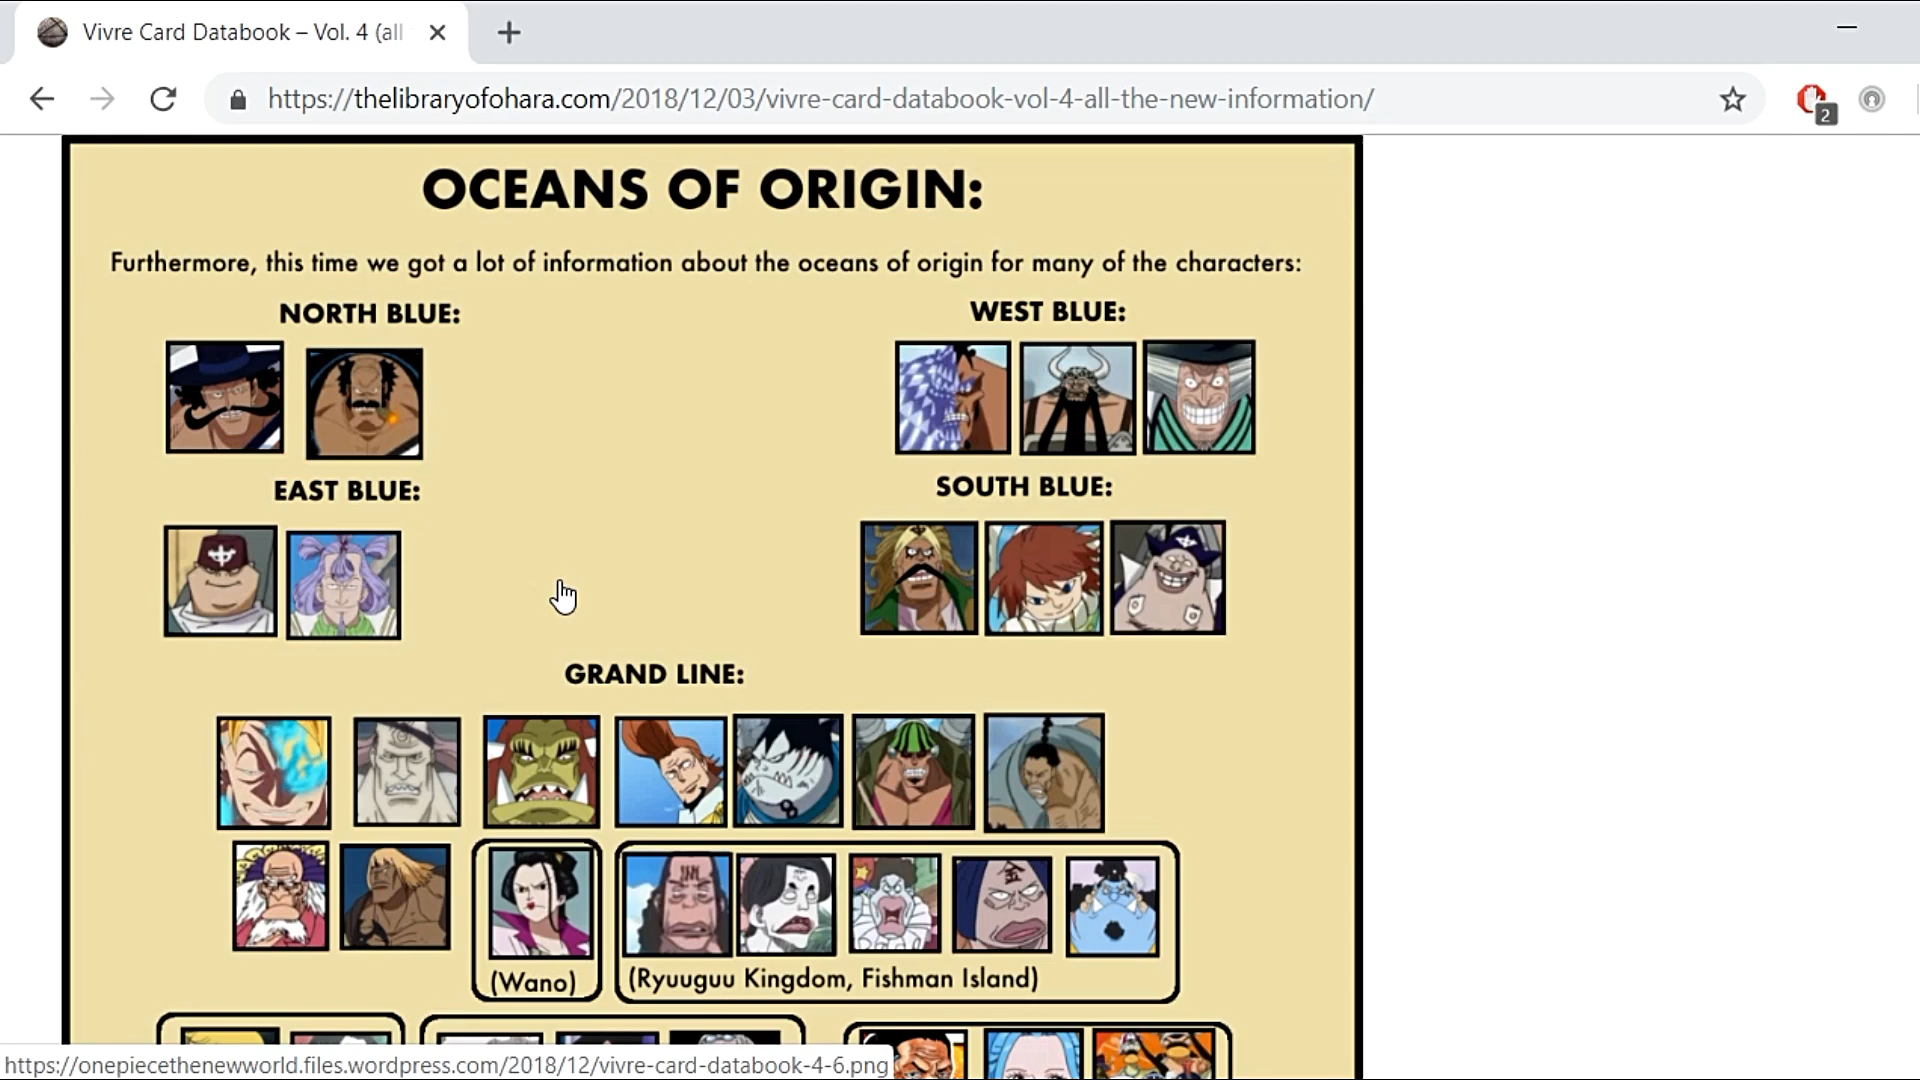 Vivre Card Databook – Vol. 4 (all
https://thelibraryofohara.com/2018/12/03/vivre-card-databook-vol-4-all-the-new-information/
2
OCEANS OF ORIGIN:
Furthermore, this time we got a lot of information about the oceans of origin for many of the characters:
NORTH BLUE:
WEST BLUE:
EAST BLUE:
SOUTH BLUE:
GRAND LINE:
金
(Wano)
(Ryuuguu Kingdom, Fishman Island)
https://onepiecethenewworld.files.wordpress.com/2018/12/vivre-card-databook-4-6.png